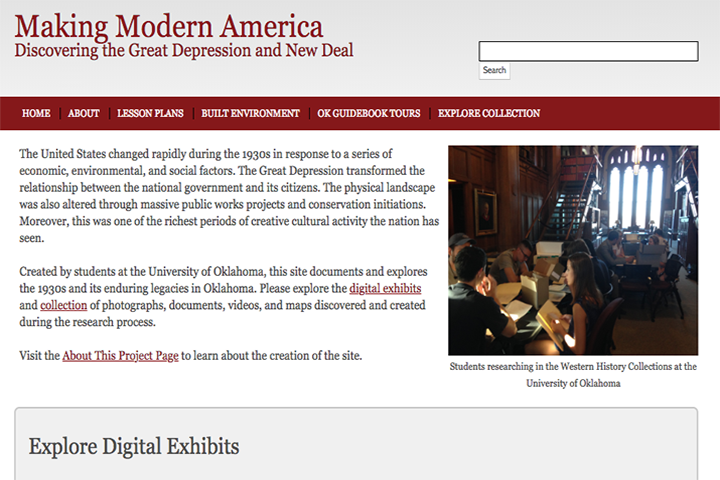 Making Modern America
Discovering the Great Depression and New Deal
Search
HOME | ABOUT | LESSON PLANS | BUILT ENVIRONMENT | OK GUIDEBOOK TOURS | EXPLORE COLLECTION
The United States changed rapidly during the 1930s in response to a series of
economic, environmental, and social factors. The Great Depression transformed the
relationship between the national government and its citizens. The physical landscape
was also altered through massive public works projects and conservation initiations.
Moreover, this was one of the richest periods of creative cultural activity the nation has
seen.
Created by students at the University of Oklahoma, this site documents and explores
the 1930s and its enduring legacies in Oklahoma. Please explore the digital exhibits
and collection of photographs, documents, videos, and maps discovered and created
during the research process.
Visit the About This Project Page to learn about the creation of the site.
Students researching in the Western History Collections at the
University of Oklahoma
Explore Digital Exhibits